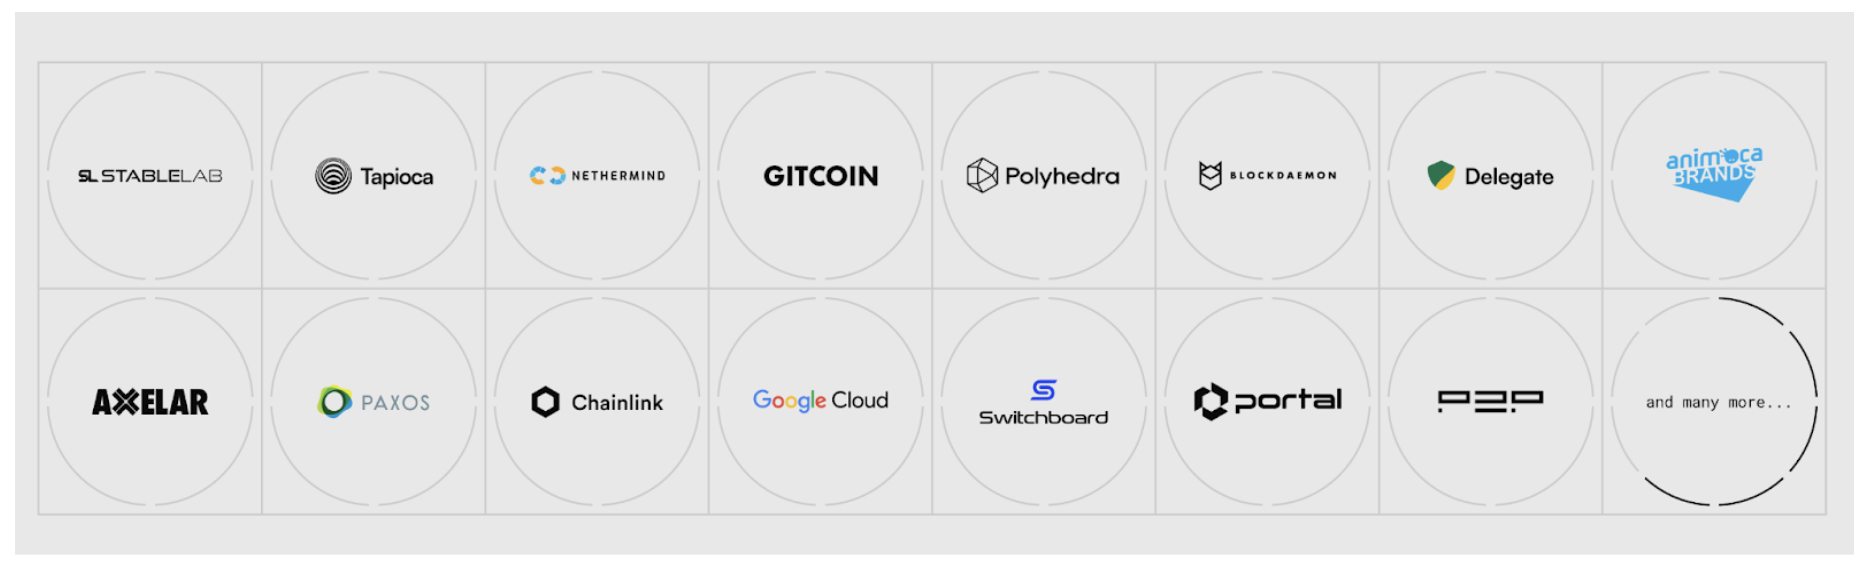 SL STABLELAB
Tapioca
NETHERMIND
GITCOIN
Polyhedra
BLOCKDAEMON
Delegate
animoca
BRANDS
AXELAR
PAXOS
Chainlink
Google Cloud
Switchboard
portal
P2P
and many more...